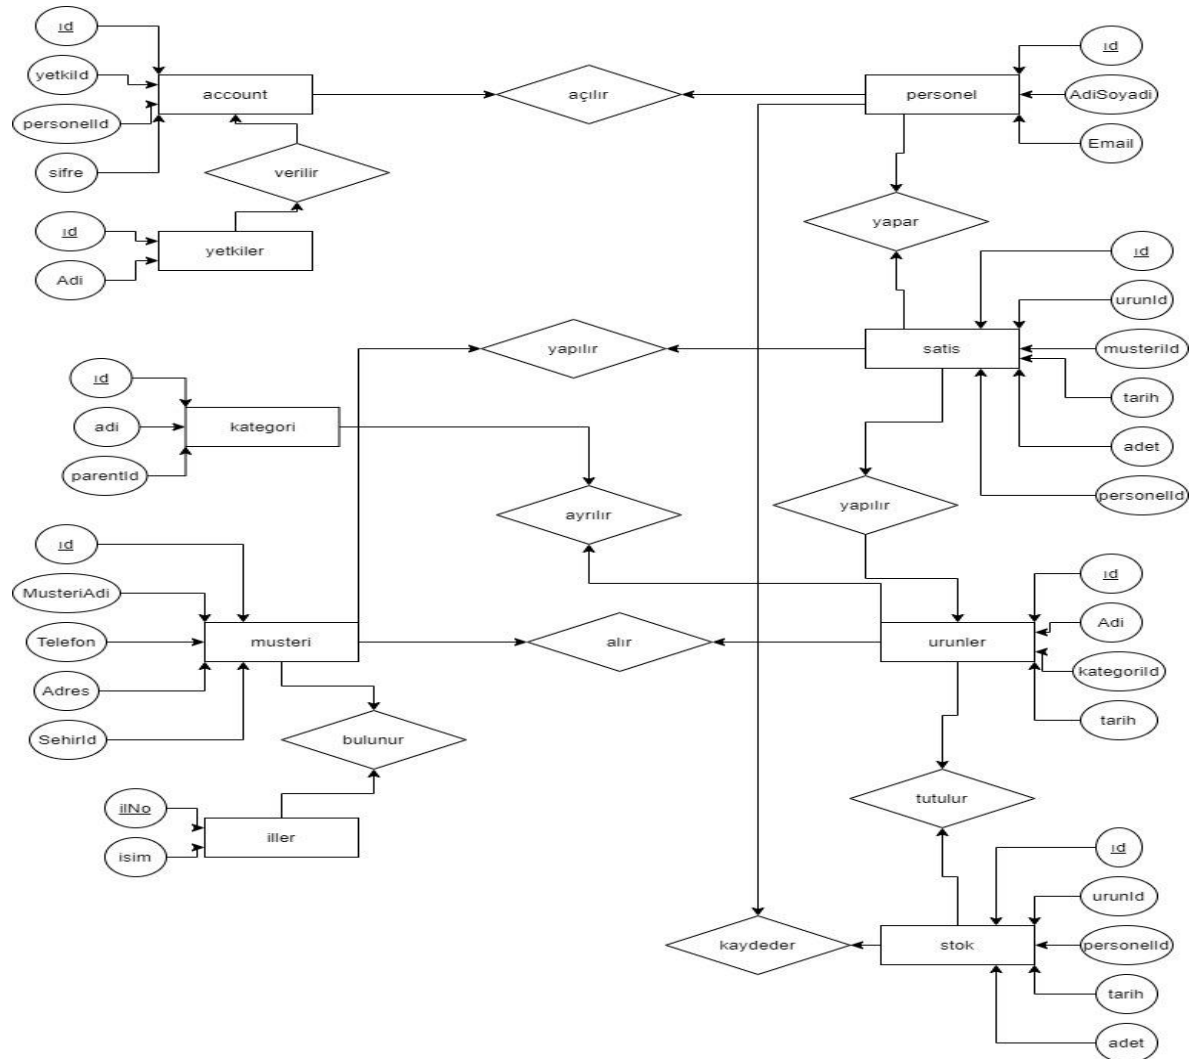 ıd
yetkiId
personelId
sifre
account
açılır
personel
ıd
AdiSoyadi
Email
verilir
ıd
Adi
yetkiler
yapar
ıd
urunId
musteriId
tarih
adet
personelId
satis
yapılır
ıd
adi
parentId
kategori
ayrılır
yapılır
ıd
MusteriAdi
Telefon
Adres
SehirId
musteri
alır
urunler
ıd
Adi
kategoriId
tarih
bulunur
ilNo
isim
iller
tutulur
kaydeder
stok
ıd
urunId
personelId
tarih
adet